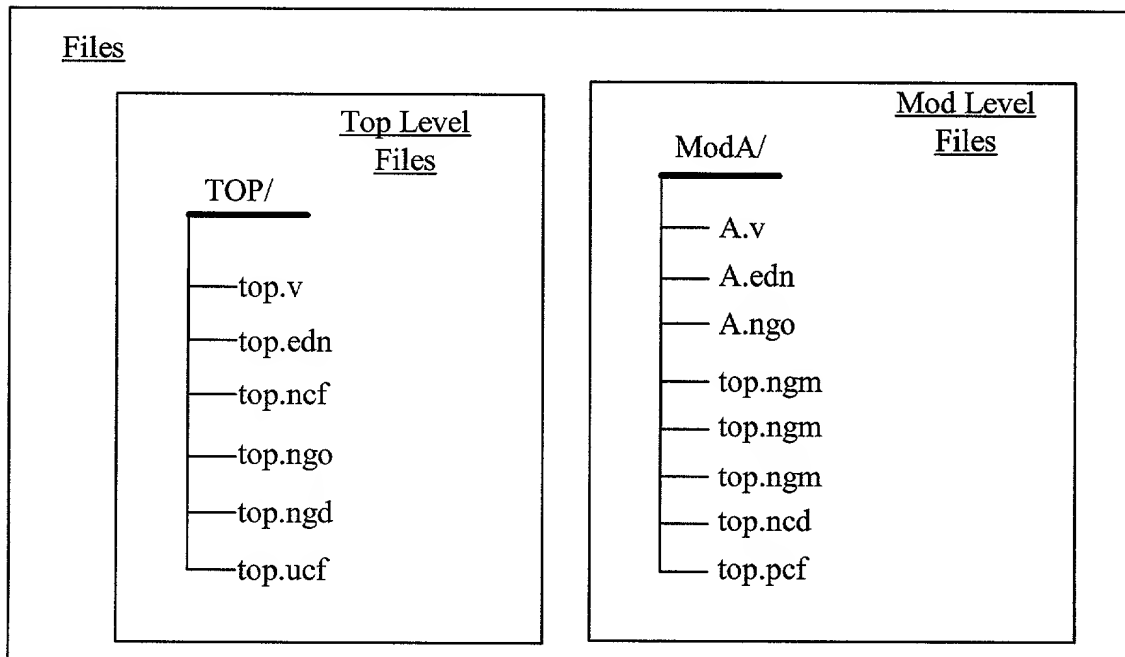 Files
Top Level
Files
TOP/
top.v
top.edn
top.ncf
top.ngo
top.ngd
top.ucf
Mod Level
Files
ModA/
A.v
A.edn
A.ngo
top.ngm
top.ngm
top.ngm
top.ncd
top.pcf